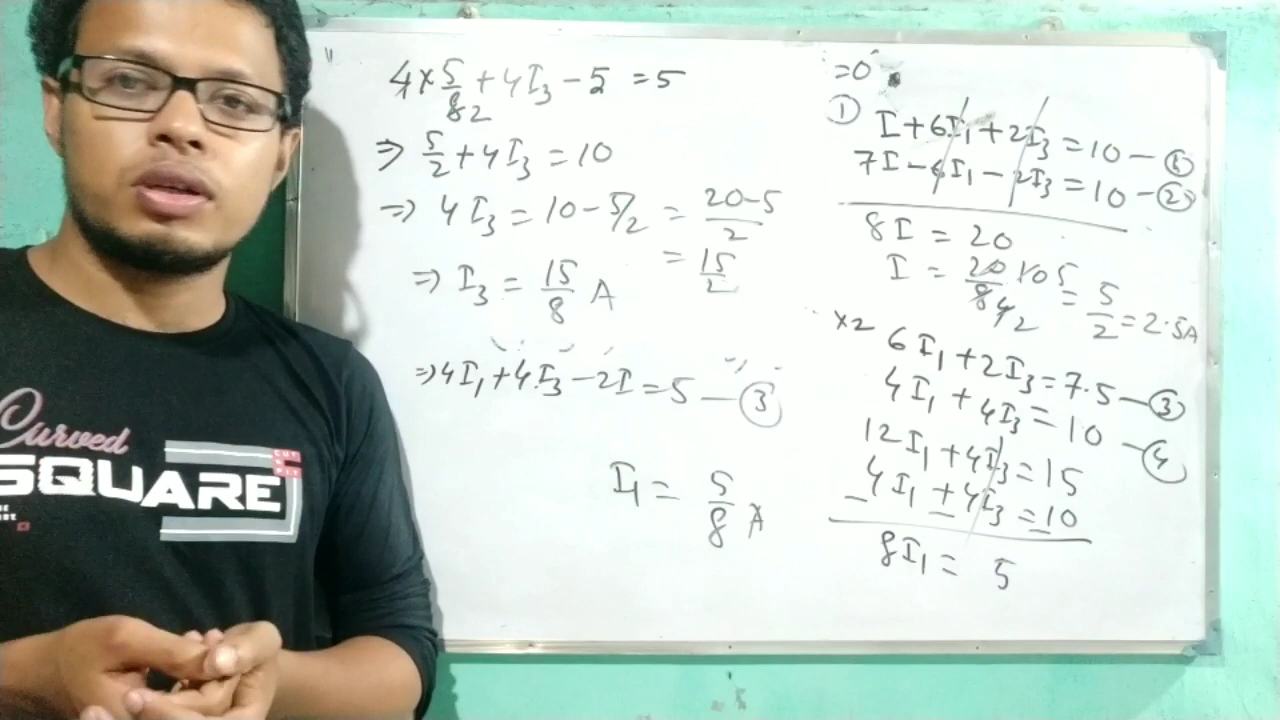 4×5/82+4I3−5 =5
⇒ 5/2+4I3=10
⇒ 4I3=10−5/2 = 20-5/2
= 15/2
⇒ I3 = 15/8 A
⇒4I1+4I3−2I=5 — ③
I1 = 5/8 A
=0
① I+6I1+2I3=10 — ①
7I−6I1−2I3=10 — ②
8I = 20
I = 20/8 = 5/2 = 2.5A
×2 6I1+2I3=7.5 — ③
4I1+4I3=10 — ④
12I1+4I3=15
−4I1±4I3=10
8I1= 5
Curved
SQUARE